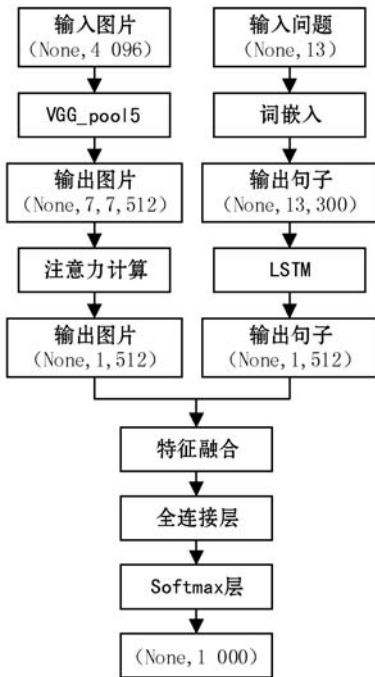 输入图片
(None,4 096)
VGG_pool5
输出图片
(None,7,7,512)
注意力计算
输出图片
(None,1,512)
输入问题
(None,13)
词嵌入
输出句子
(None,13,300)
LSTM
输出句子
(None,1,512)
特征融合
全连接层
Softmax层
(None,1 000)